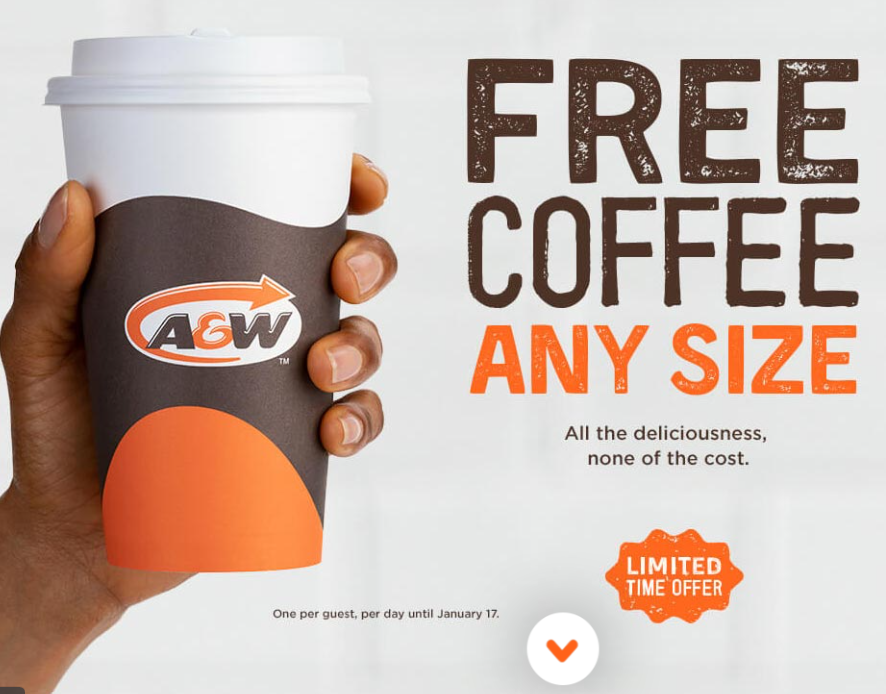 FREE
COFFEE
ANY SIZE
All the deliciousness,
none of the cost.
LIMITED
TIME OFFER
One per guest, per day until January 17.
A&W
TM